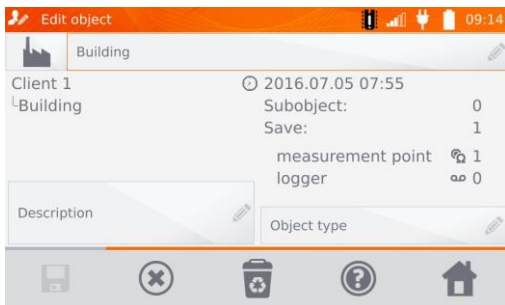 Edit object
09:14
Building
Client 1
2016.07.05 07:55
└Building
Subobject: 0
Save: 1
measurement point 1
logger 0
Description
Object type